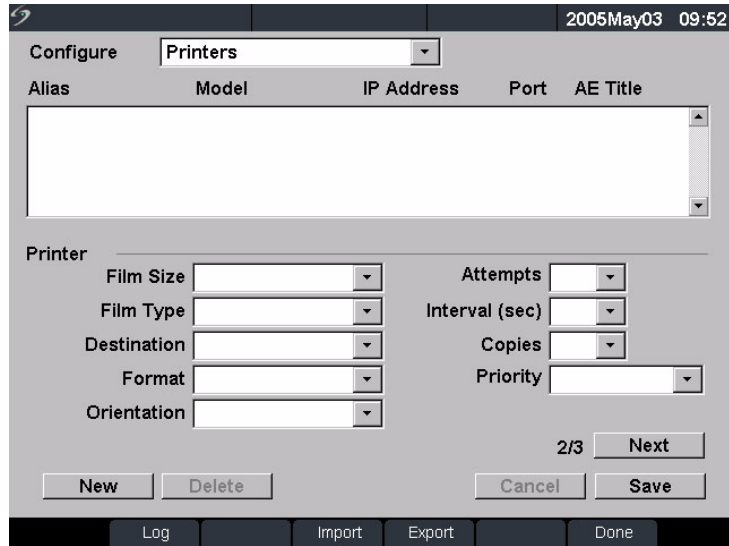 2005May03 09:52
Configure Printers
Alias Model IP Address Port AE Title
Printer
Film Size Attempts
Film Type Interval (sec)
Destination Copies
Format Priority
Orientation
2/3 Next
New Delete Cancel Save
Log Import Export Done